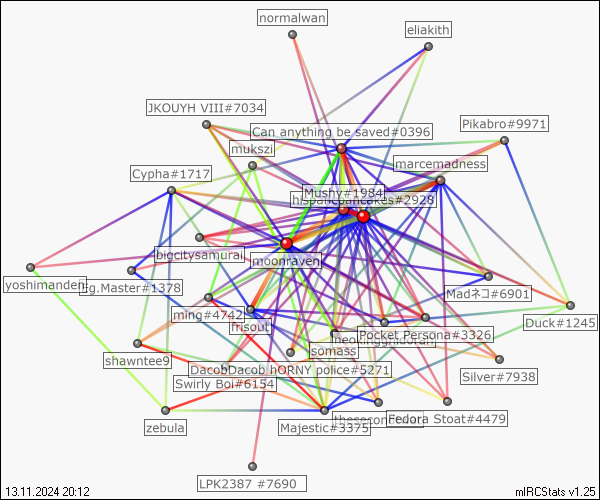 normalwan
eliakith
JKOUYH VIII#7034
Can anything be saved#0396
Pikabro#9971
mukszi
marcemadness
Cypha#1717
Mushy#1984
hispanicpancakes#2928
bigcitysamurai
moonraven
yoshimanden
g.Master#1378
Madネコ#6901
ming#4742
frisout
Duck#1245
Pocket Persona#3326
somass
shawntee9
DacobDacob hORNY police#5271
Silver#7938
Swirly Boi#6154
zebula
Majestic#3375
Fedora Stoat#4479
LPK2387 #7690
13.11.2024 20:12
mIRCStats v1.25